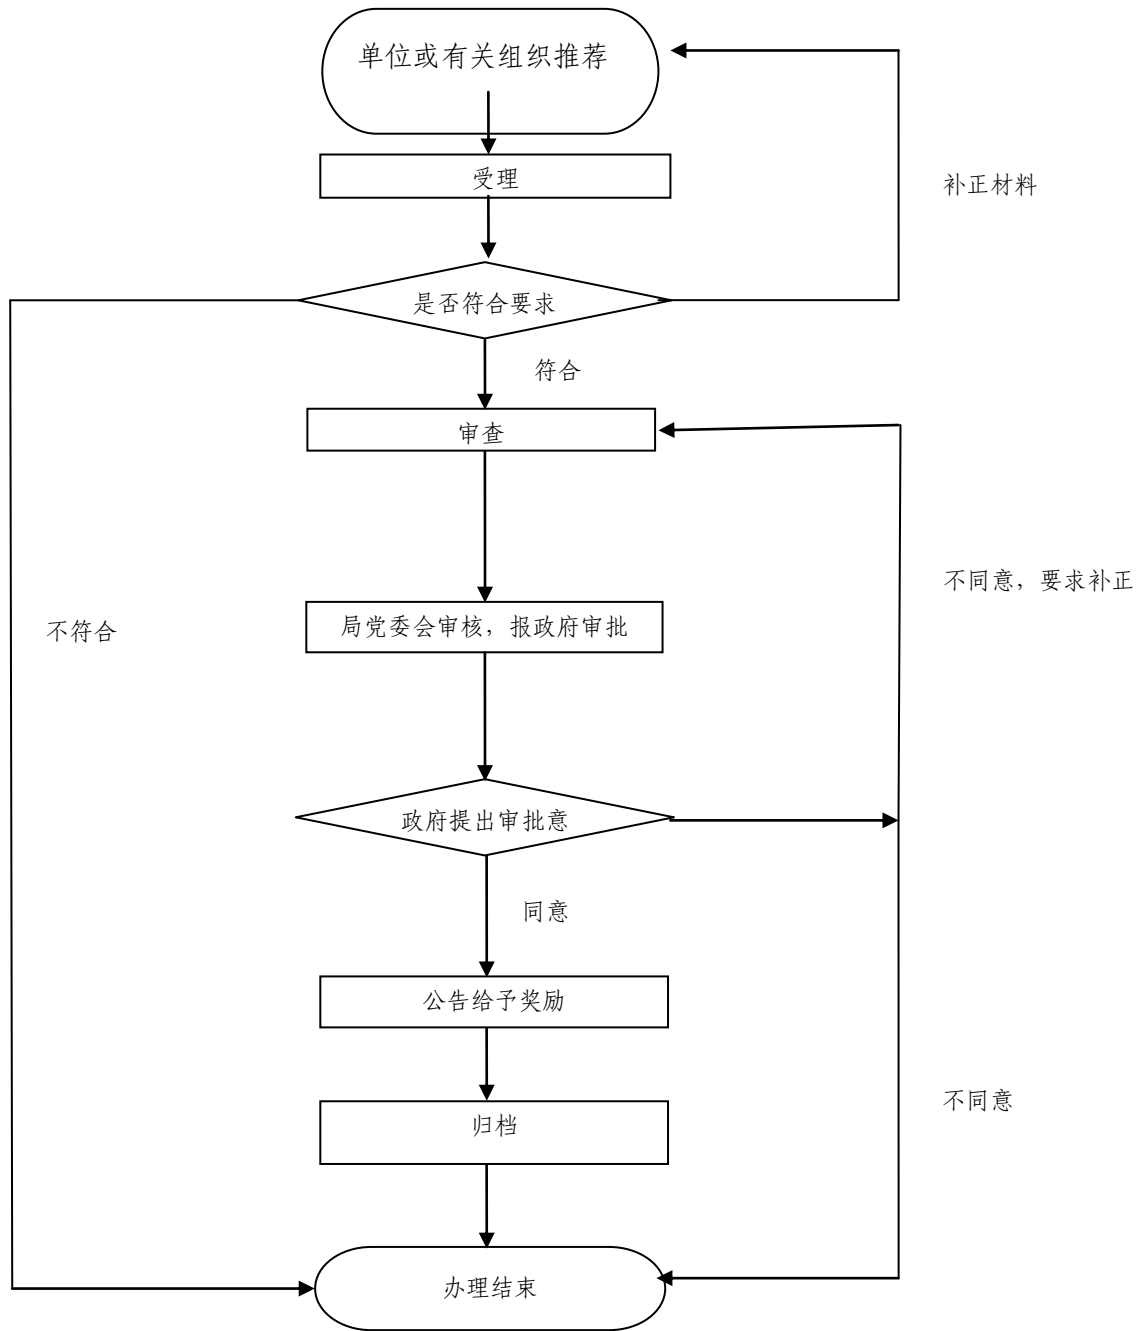 单位或有关组织推荐
受理
补正材料
是否符合要求
符合
审查
不同意，要求补正
不符合
局党委会审核，报政府审批
政府提出审批意
同意
公告给予奖励
不同意
归档
办理结束